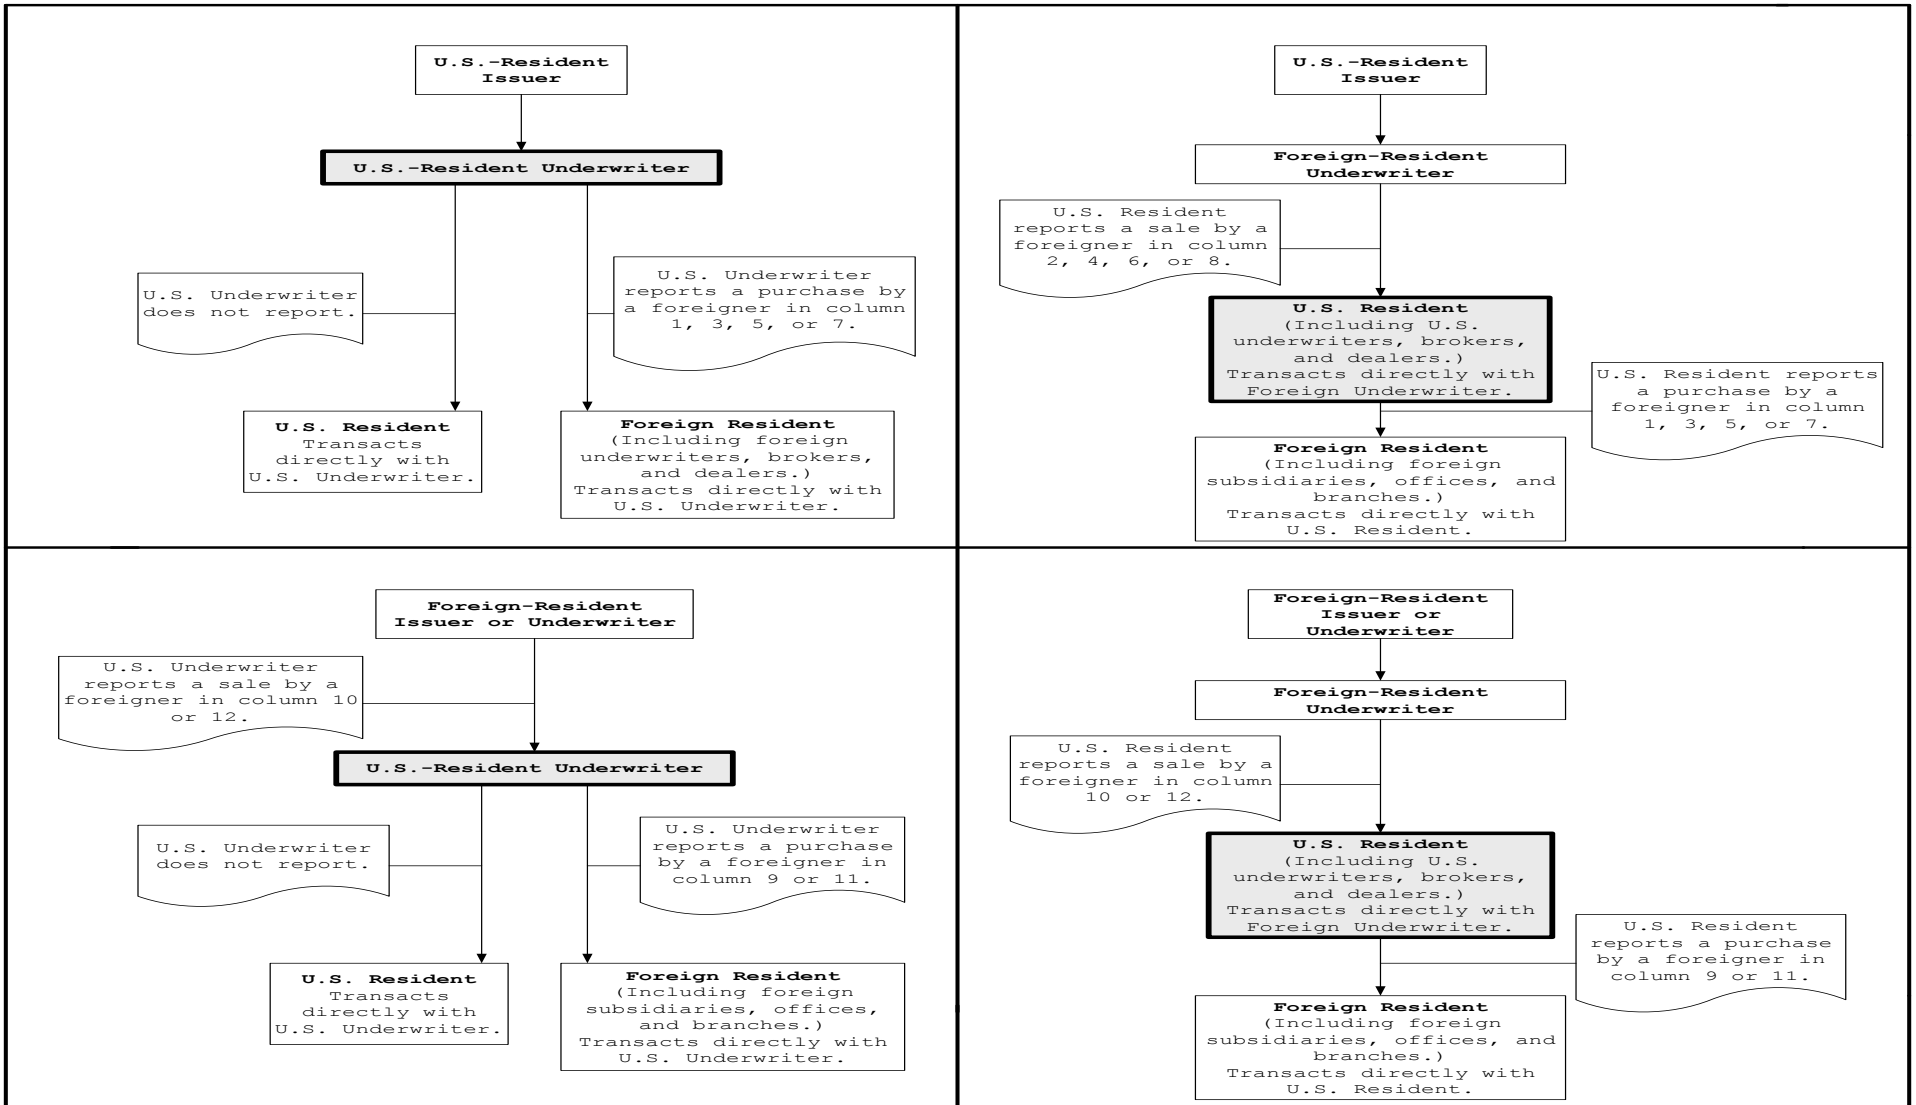 U.S.-Resident
Issuer
U.S.-Resident Underwriter
U.S. Underwriter
does not report.
U.S. Underwriter
reports a purchase by
a foreigner in column
1, 3, 5, or 7.
U.S. Resident
Transacts
directly with
U.S. Underwriter.
Foreign Resident
(Including foreign
underwriters, brokers,
and dealers.)
Transacts directly with
U.S. Underwriter.
U.S.-Resident
Issuer
Foreign-Resident
Underwriter
U.S. Resident
reports a sale by a
foreigner in column
2, 4, 6, or 8.
U.S. Resident
(Including U.S.
underwriters, brokers,
and dealers.)
Transacts directly with
Foreign Underwriter.
U.S. Resident reports
a purchase by a
foreigner in column
1, 3, 5, or 7.
Foreign Resident
(Including foreign
subsidiaries, offices, and
branches.)
Transacts directly with
U.S. Resident.
Foreign-Resident
Issuer or Underwriter
U.S. Underwriter
reports a sale by a
foreigner in column 10
or 12.
U.S.-Resident Underwriter
U.S. Underwriter
does not report.
U.S. Underwriter
reports a purchase
by a foreigner in
column 9 or 11.
U.S. Resident
Transacts
directly with
U.S. Underwriter.
Foreign Resident
(Including foreign
subsidiaries, offices,
and branches.)
Transacts directly with
U.S. Underwriter.
Foreign-Resident
Issuer or
Underwriter
Foreign-Resident
Underwriter
U.S. Resident
reports a sale by a
foreigner in column
10 or 12.
U.S. Resident
(Including U.S.
underwriters, brokers,
and dealers.)
Transacts directly with
Foreign Underwriter.
U.S. Resident
reports a purchase
by a foreigner in
column 9 or 11.
Foreign Resident
(Including foreign
subsidiaries, offices, and
branches.)
Transacts directly with
U.S. Resident.